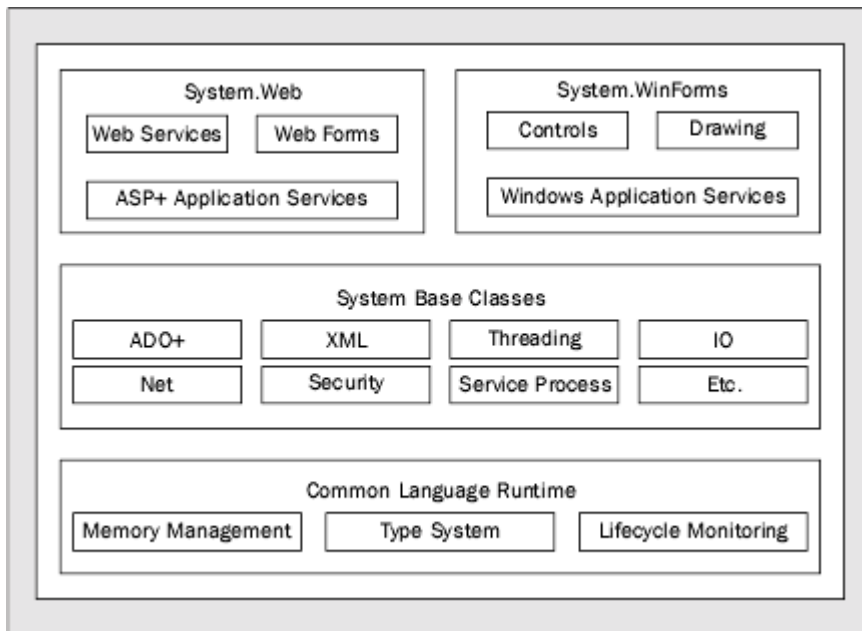 System.Web
Web Services
Web Forms
ASP+ Application Services
System.WinForms
Controls
Drawing
Windows Application Services
System Base Classes
ADO+
XML
Threading
IO
Net
Security
Service Process
Etc.
Common Language Runtime
Memory Management
Type System
Lifecycle Monitoring